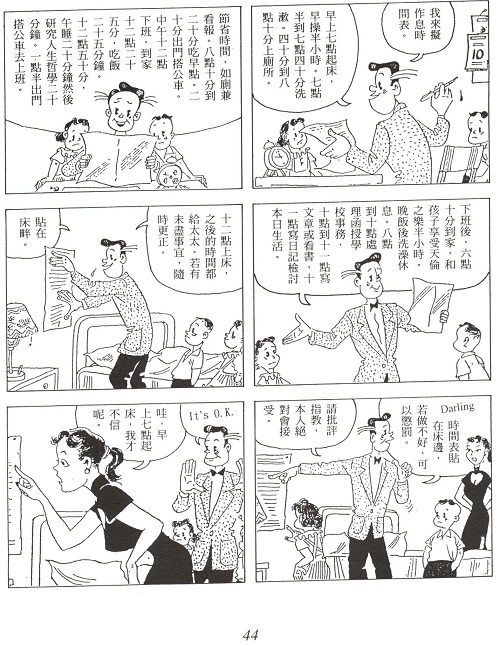 我來擬
作息時
間表。
10
早上七點起床，
早操半小時。七點
半到七點四十分洗
漱。四十分到八
點十分上廁所。
節省時間，如廁兼
看報。八點十分到
二十分吃早點。二
十分出門搭公車。
中午十二點
下班，到家
十二點二十
五分，吃飯
二十五分鐘。
十二點五十分，
午睡二十分鐘然後
研究人生哲學二十
分鐘。一點半出門
搭公車去上班。
下班後，六點
十分到家，和
孩子享受天倫
之樂半小時。
晚飯後洗澡休
息，八點
到十點處
理函授學
校事務，
十點到十一點寫
文章或看書，十
一點寫日記檢討
本日生活。
十二點上床，
之後的時間都
給太太。若有
未盡事宜，隨
時更正。
貼在
床畔。
Darling
時間表貼
在床邊，
若做不好，可
以懲罰。
請批評
指教，
本人絕
對會接
受。
It's O.K.
哇，早
上七點起
床，我才
不信
呢。
44